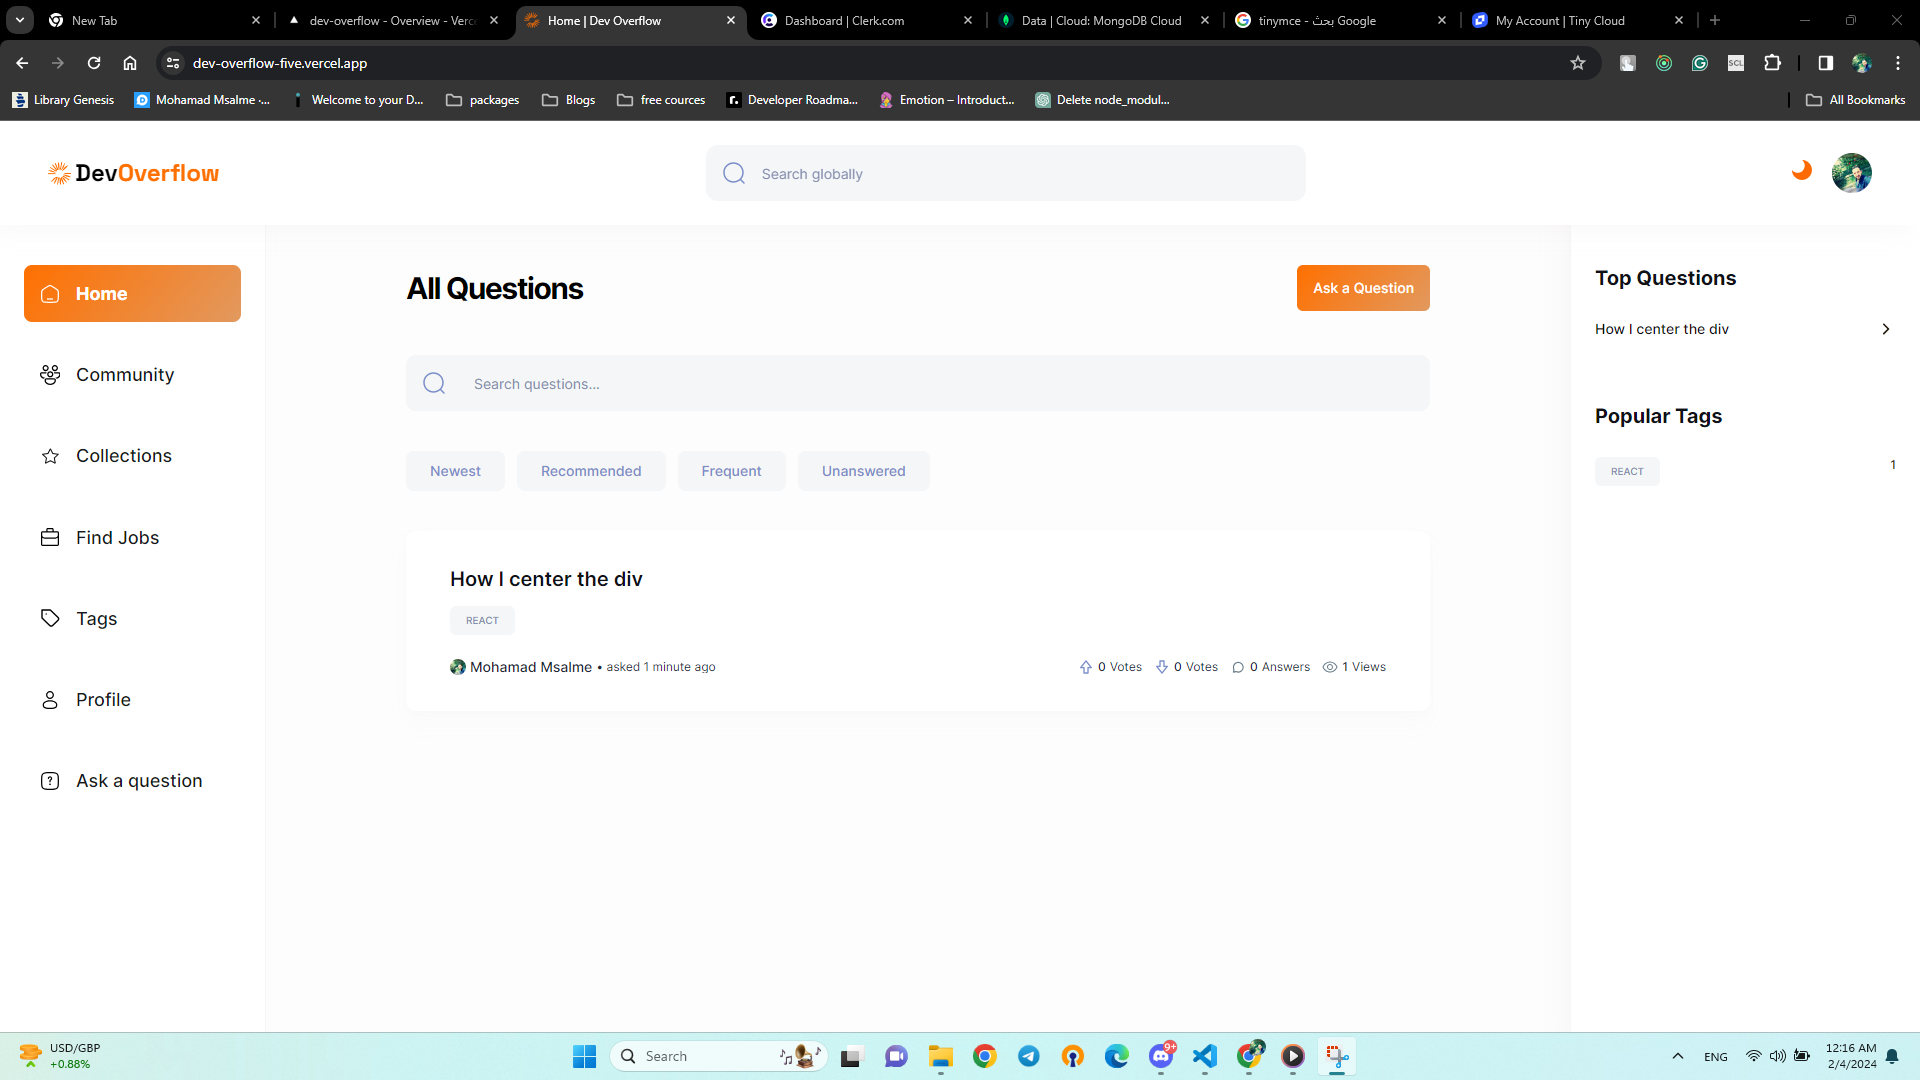 New Tab
dev-overflow - Overview - Verc
Home | Dev Overflow
Dashboard | Clerk.com
Data | Cloud: MongoDB Cloud
tinymce - بحث Google
My Account | Tiny Cloud
dev-overflow-five.vercel.app
Library Genesis
Mohamad Msalme -...
Welcome to your D...
packages
Blogs
free cources
Developer Roadma...
Emotion – Introduct...
Delete node_modul...
All Bookmarks
DevOverflow
Search globally
Home
Community
Collections
Find Jobs
Tags
Profile
Ask a question
All Questions
Ask a Question
Search questions...
Newest
Recommended
Frequent
Unanswered
How I center the div
REACT
Mohamad Msalme • asked 1 minute ago
0 Votes
0 Votes
0 Answers
1 Views
Top Questions
How I center the div
Popular Tags
REACT
1
USD/GBP
+0.88%
Search
9+
ENG
12:16 AM
2/4/2024